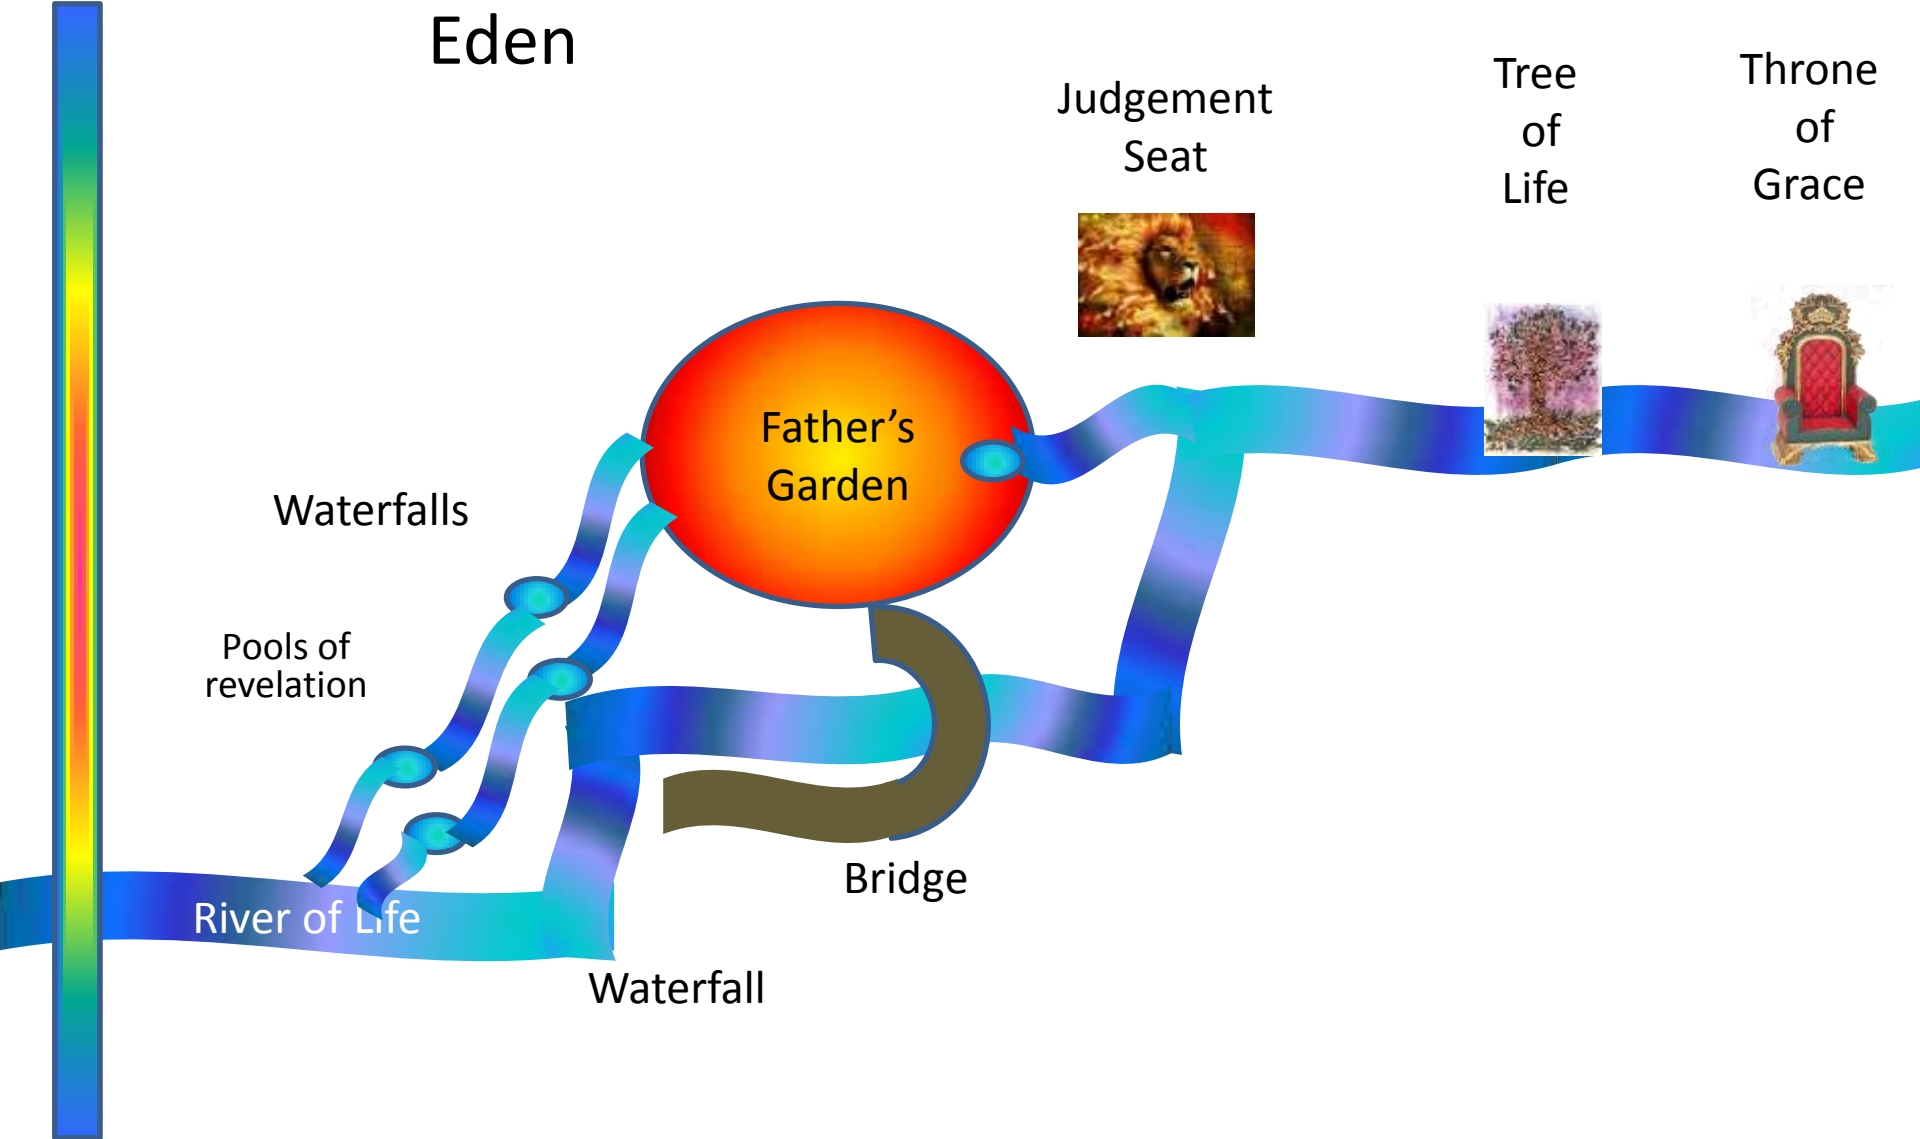 Eden
Judgement
Seat
Tree
of
Life
Throne
of
Grace
Father’s
Garden
Waterfalls
Pools of
revelation
Bridge
River of Life
Waterfall